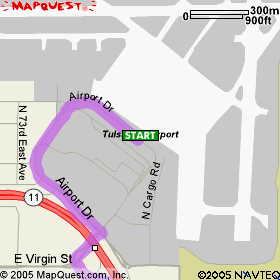 MAPQUEST
300m
900ft
Airport Dr
N 73rd East Ave
START
N Cargo Rd
Airport Dr
11
E Virgin St
© 2005 MapQuest.com, Inc.
©2005 NAVTEQ